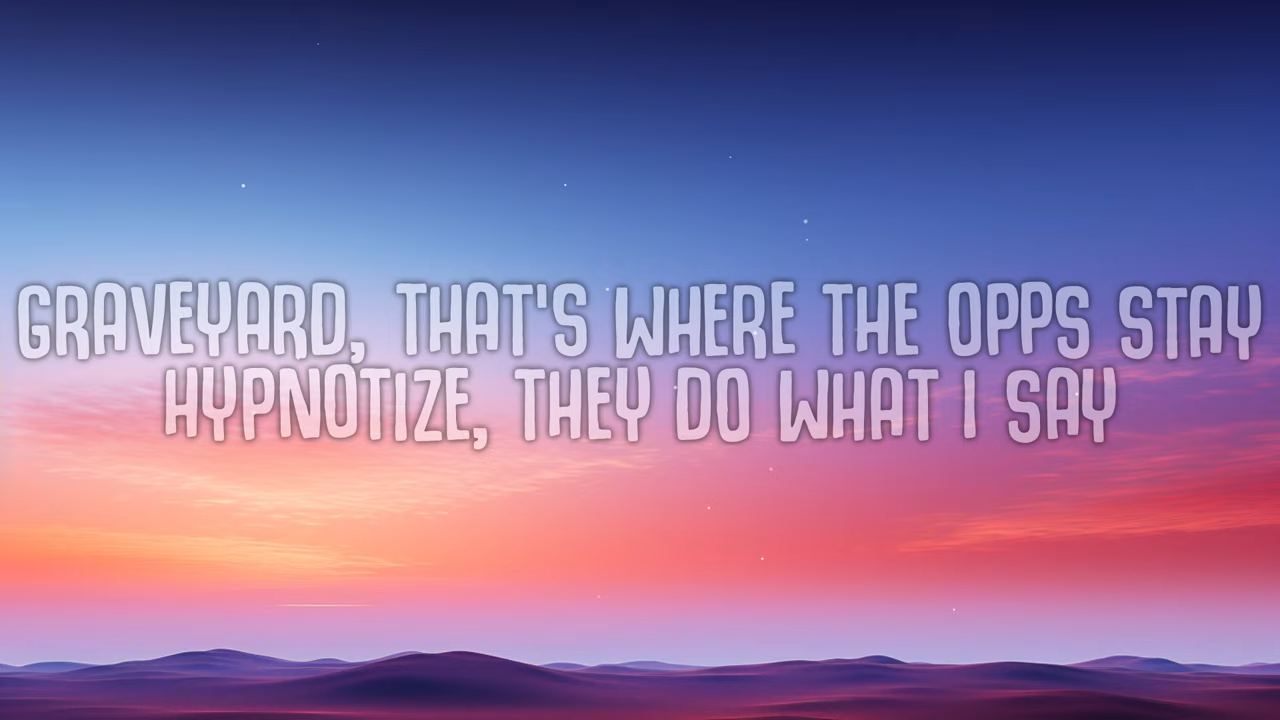 GRAVEYARD, THAT'S WHERE THE OPPS STAY
HYPNOTIZE, THEY DO WHAT I SAY